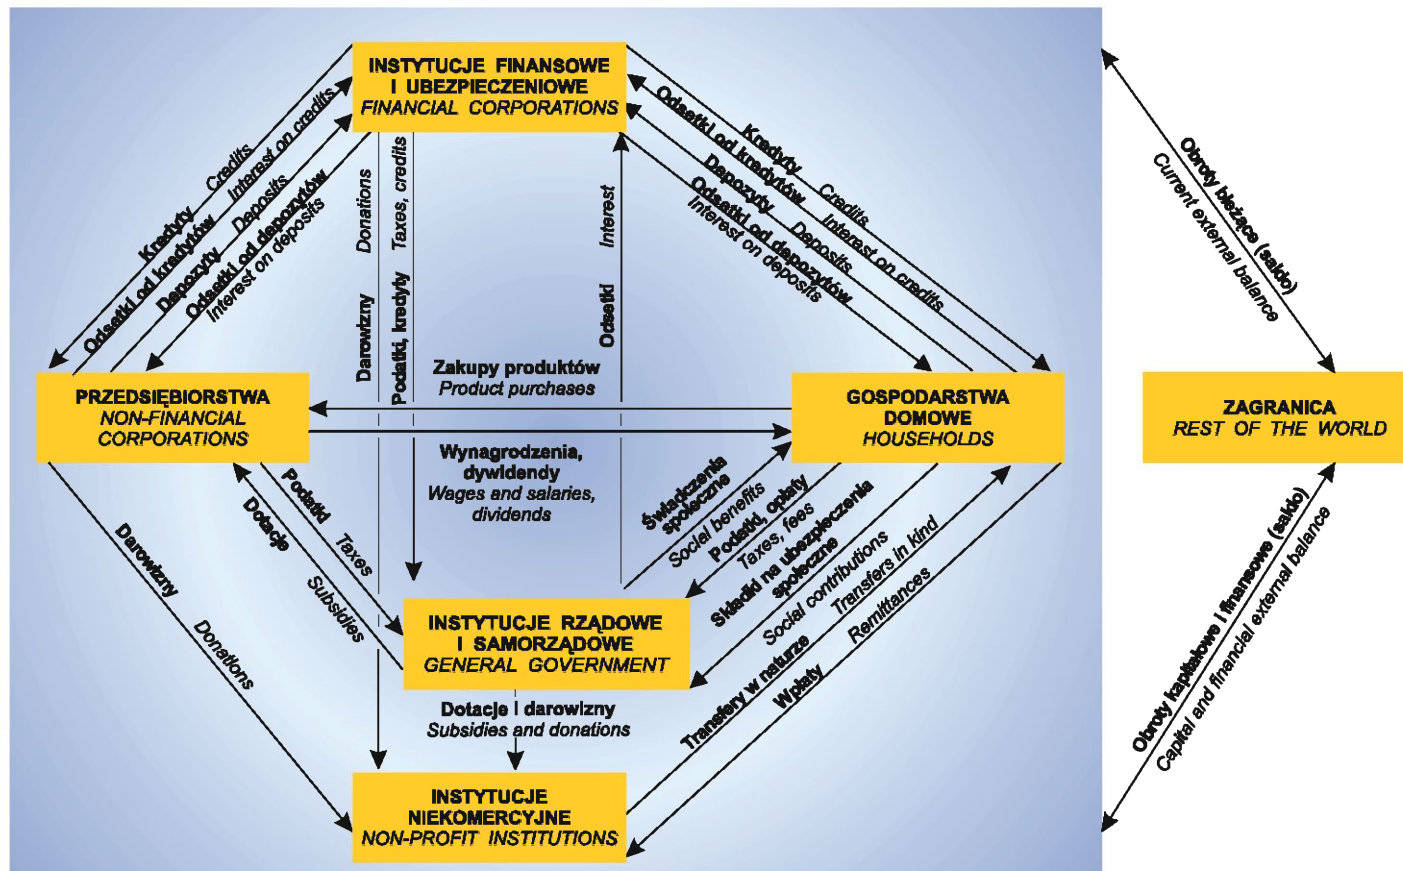 INSTYTUCJE FINANSOWE
I UBEZPIECZENIOWE
FINANCIAL CORPORATIONS
Kredyty Credits
Odsetki od kredytów Interest on credits
Depozyty Deposits
Odsetki od depozytów
Interest on deposits
Darowizny Donations
Podatki, kredyty Taxes, credits
Odsetki Interest
Kredyty Credits
Odsetki od kredytów Interest on credits
Depozyty Deposits
Odsetki od depozytów
Interest on deposits
Obroty bieżące (saldo)
Current external balance
PRZEDSIĘBIORSTWA
NON-FINANCIAL
CORPORATIONS
Zakupy produktów
Product purchases
GOSPODARSTWA
DOMOWE
HOUSEHOLDS
ZAGRANICA
REST OF THE WORLD
Wynagrodzenia,
dywidendy
Wages and salaries,
dividends
Podatki Taxes
Dotacje Subsidies
Darowizny Donations
Świadczenia
społeczne
Social benefits
Podatki, opłaty
Taxes, fees
Składki na ubezpieczenia
społeczne
Social contributions
Transfery w naturze Transfers in kind
Wpłaty Remittances
INSTYTUCJE RZĄDOWE
I SAMORZĄDOWE
GENERAL GOVERNMENT
Dotacje i darowizny
Subsidies and donations
INSTYTUCJE
NIEKOMERCYJNE
NON-PROFIT INSTITUTIONS
Obroty kapitałowe i finansowe (saldo)
Capital and financial external balance